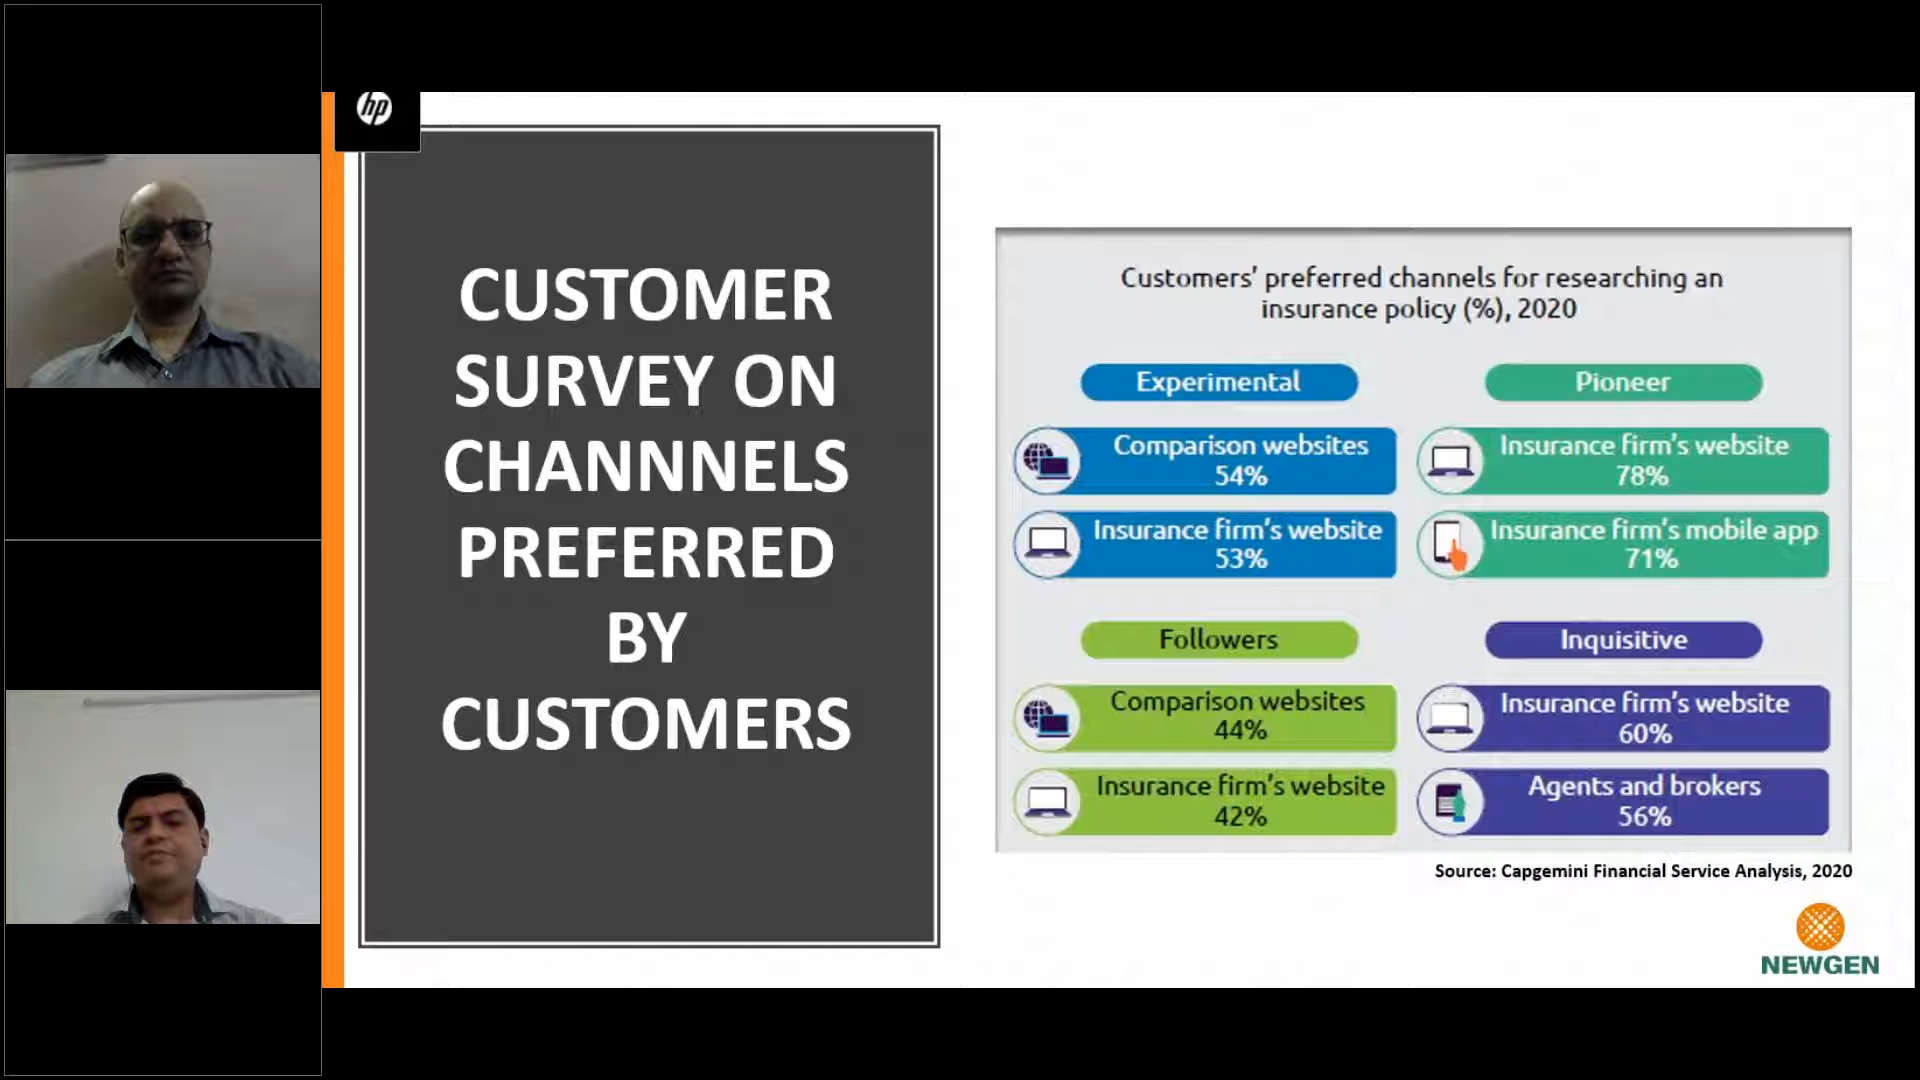 hp
CUSTOMER
SURVEY ON
CHANNNELS
PREFERRED
BY
CUSTOMERS
Customers' preferred channels for researching an
insurance policy (%), 2020
Experimental
Comparison websites
54%
Insurance firm's website
53%
Pioneer
Insurance firm's website
78%
Insurance firm's mobile app
71%
Followers
Comparison websites
44%
Insurance firm's website
42%
Inquisitive
Insurance firm's website
60%
Agents and brokers
56%
Source: Capgemini Financial Service Analysis, 2020
NEWGEN